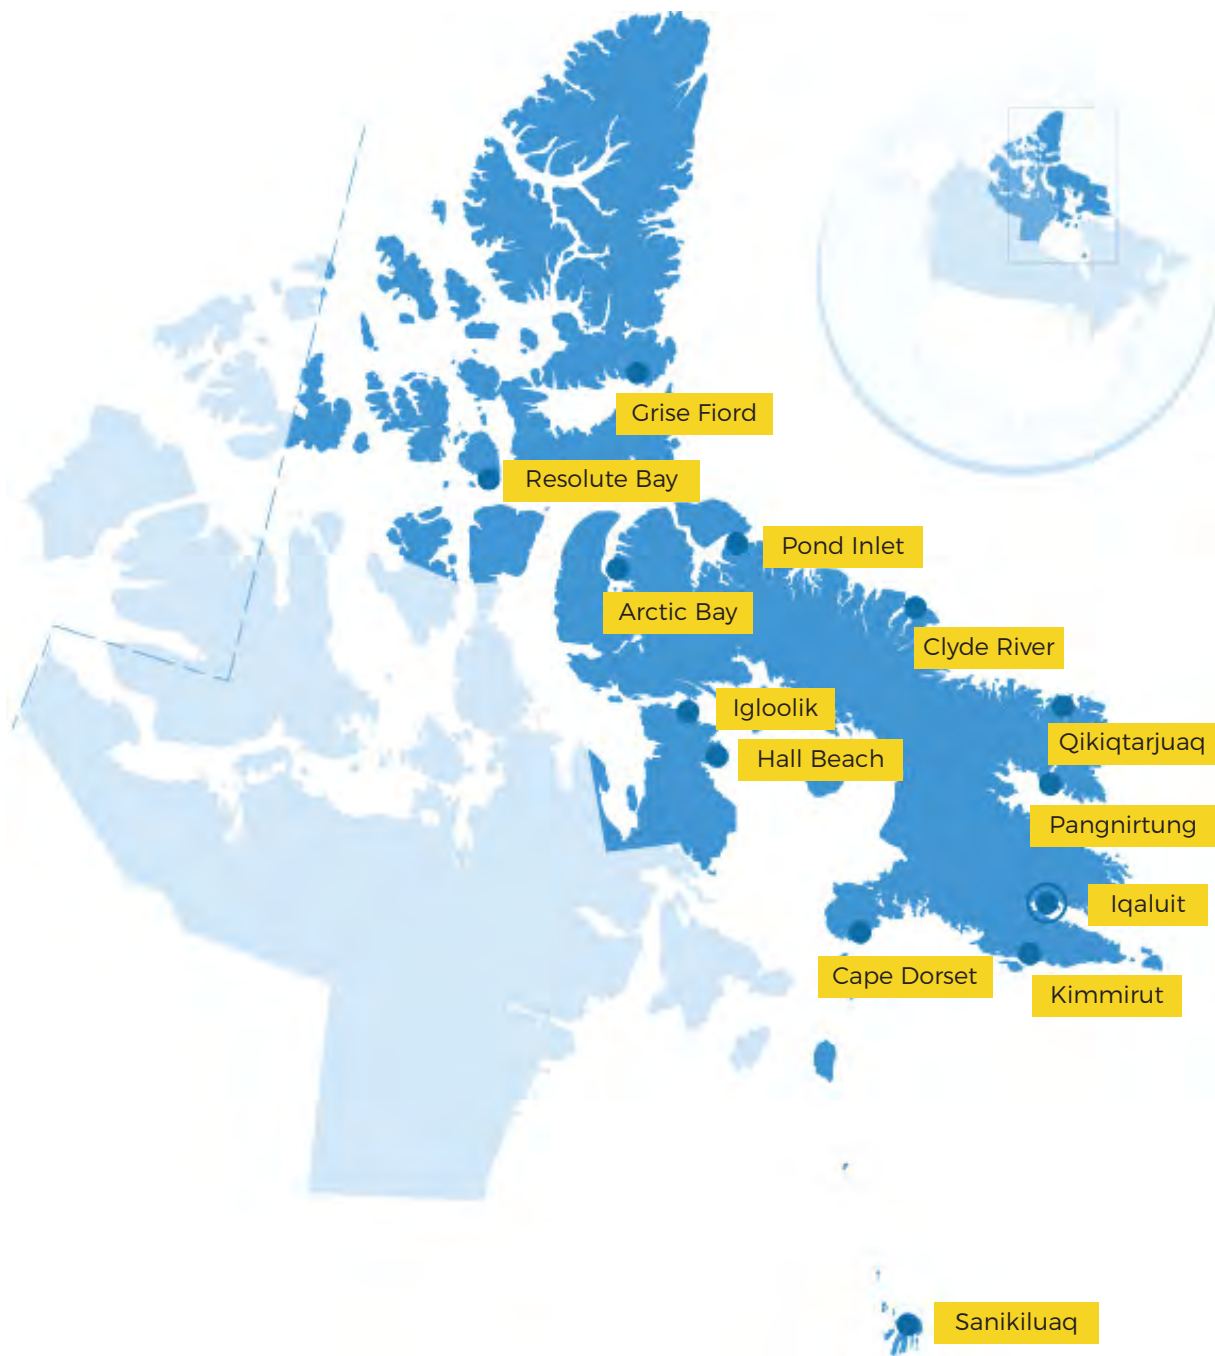 Grise Fiord
Resolute Bay
Pond Inlet
Arctic Bay
Clyde River
Igloolik
Qikiqtarjuaq
Hall Beach
Pangnirtung
Iqaluit
Cape Dorset
Kimmirut
Sanikiluaq